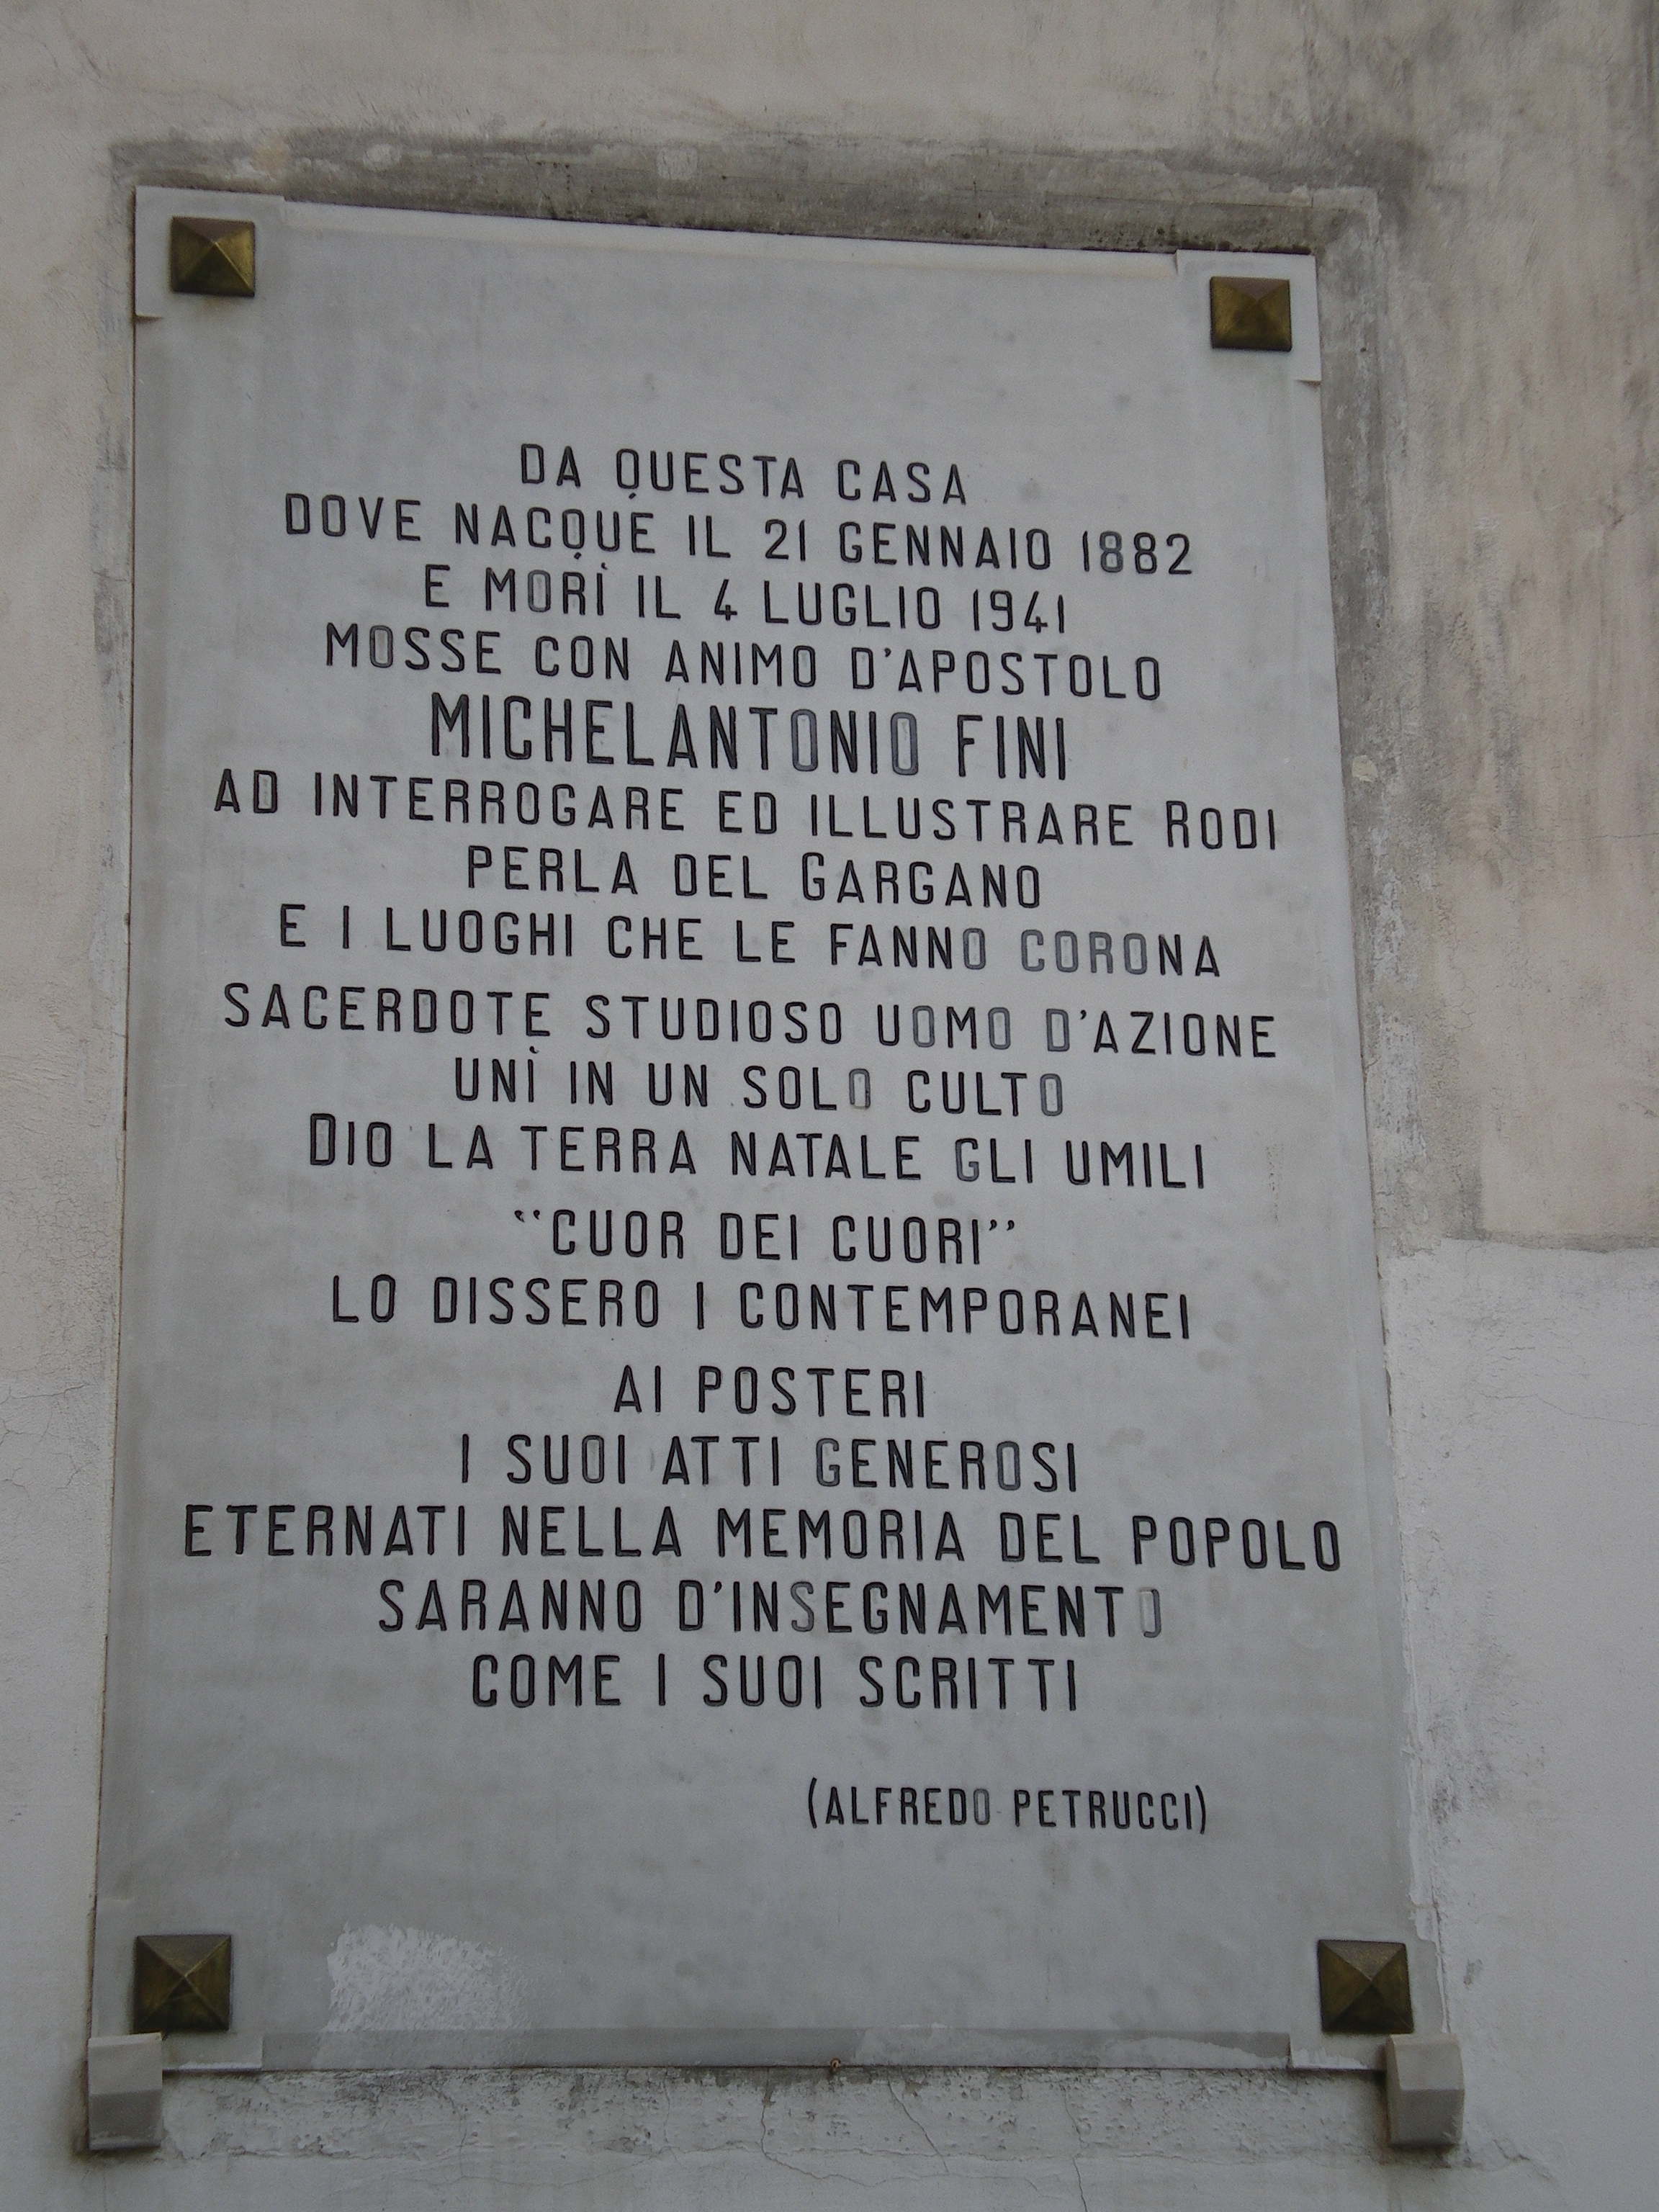 DA QUESTA CASA
DOVE NACQUE IL 21 GENNAIO 1882
E MORÌ IL 4 LUGLIO 1941
MOSSE CON ANIMO D'APOSTOLO
MICHELANTONIO FINI
AD INTERROGARE ED ILLUSTRARE RODI
PERLA DEL GARGANO
E I LUOGHI CHE LE FANNO CORONA
SACERDOTE STUDIOSO UOMO D'AZIONE
UNÌ IN UN SOLO CULTO
DIO LA TERRA NATALE GLI UMILI
“CUOR DEI CUORI”
LO DISSERO I CONTEMPORANEI
AI POSTERI
I SUOI ATTI GENEROSI
ETERNATI NELLA MEMORIA DEL POPOLO
SARANNO D'INSEGNAMENTO
COME I SUOI SCRITTI
(ALFREDO PETRUCCI)